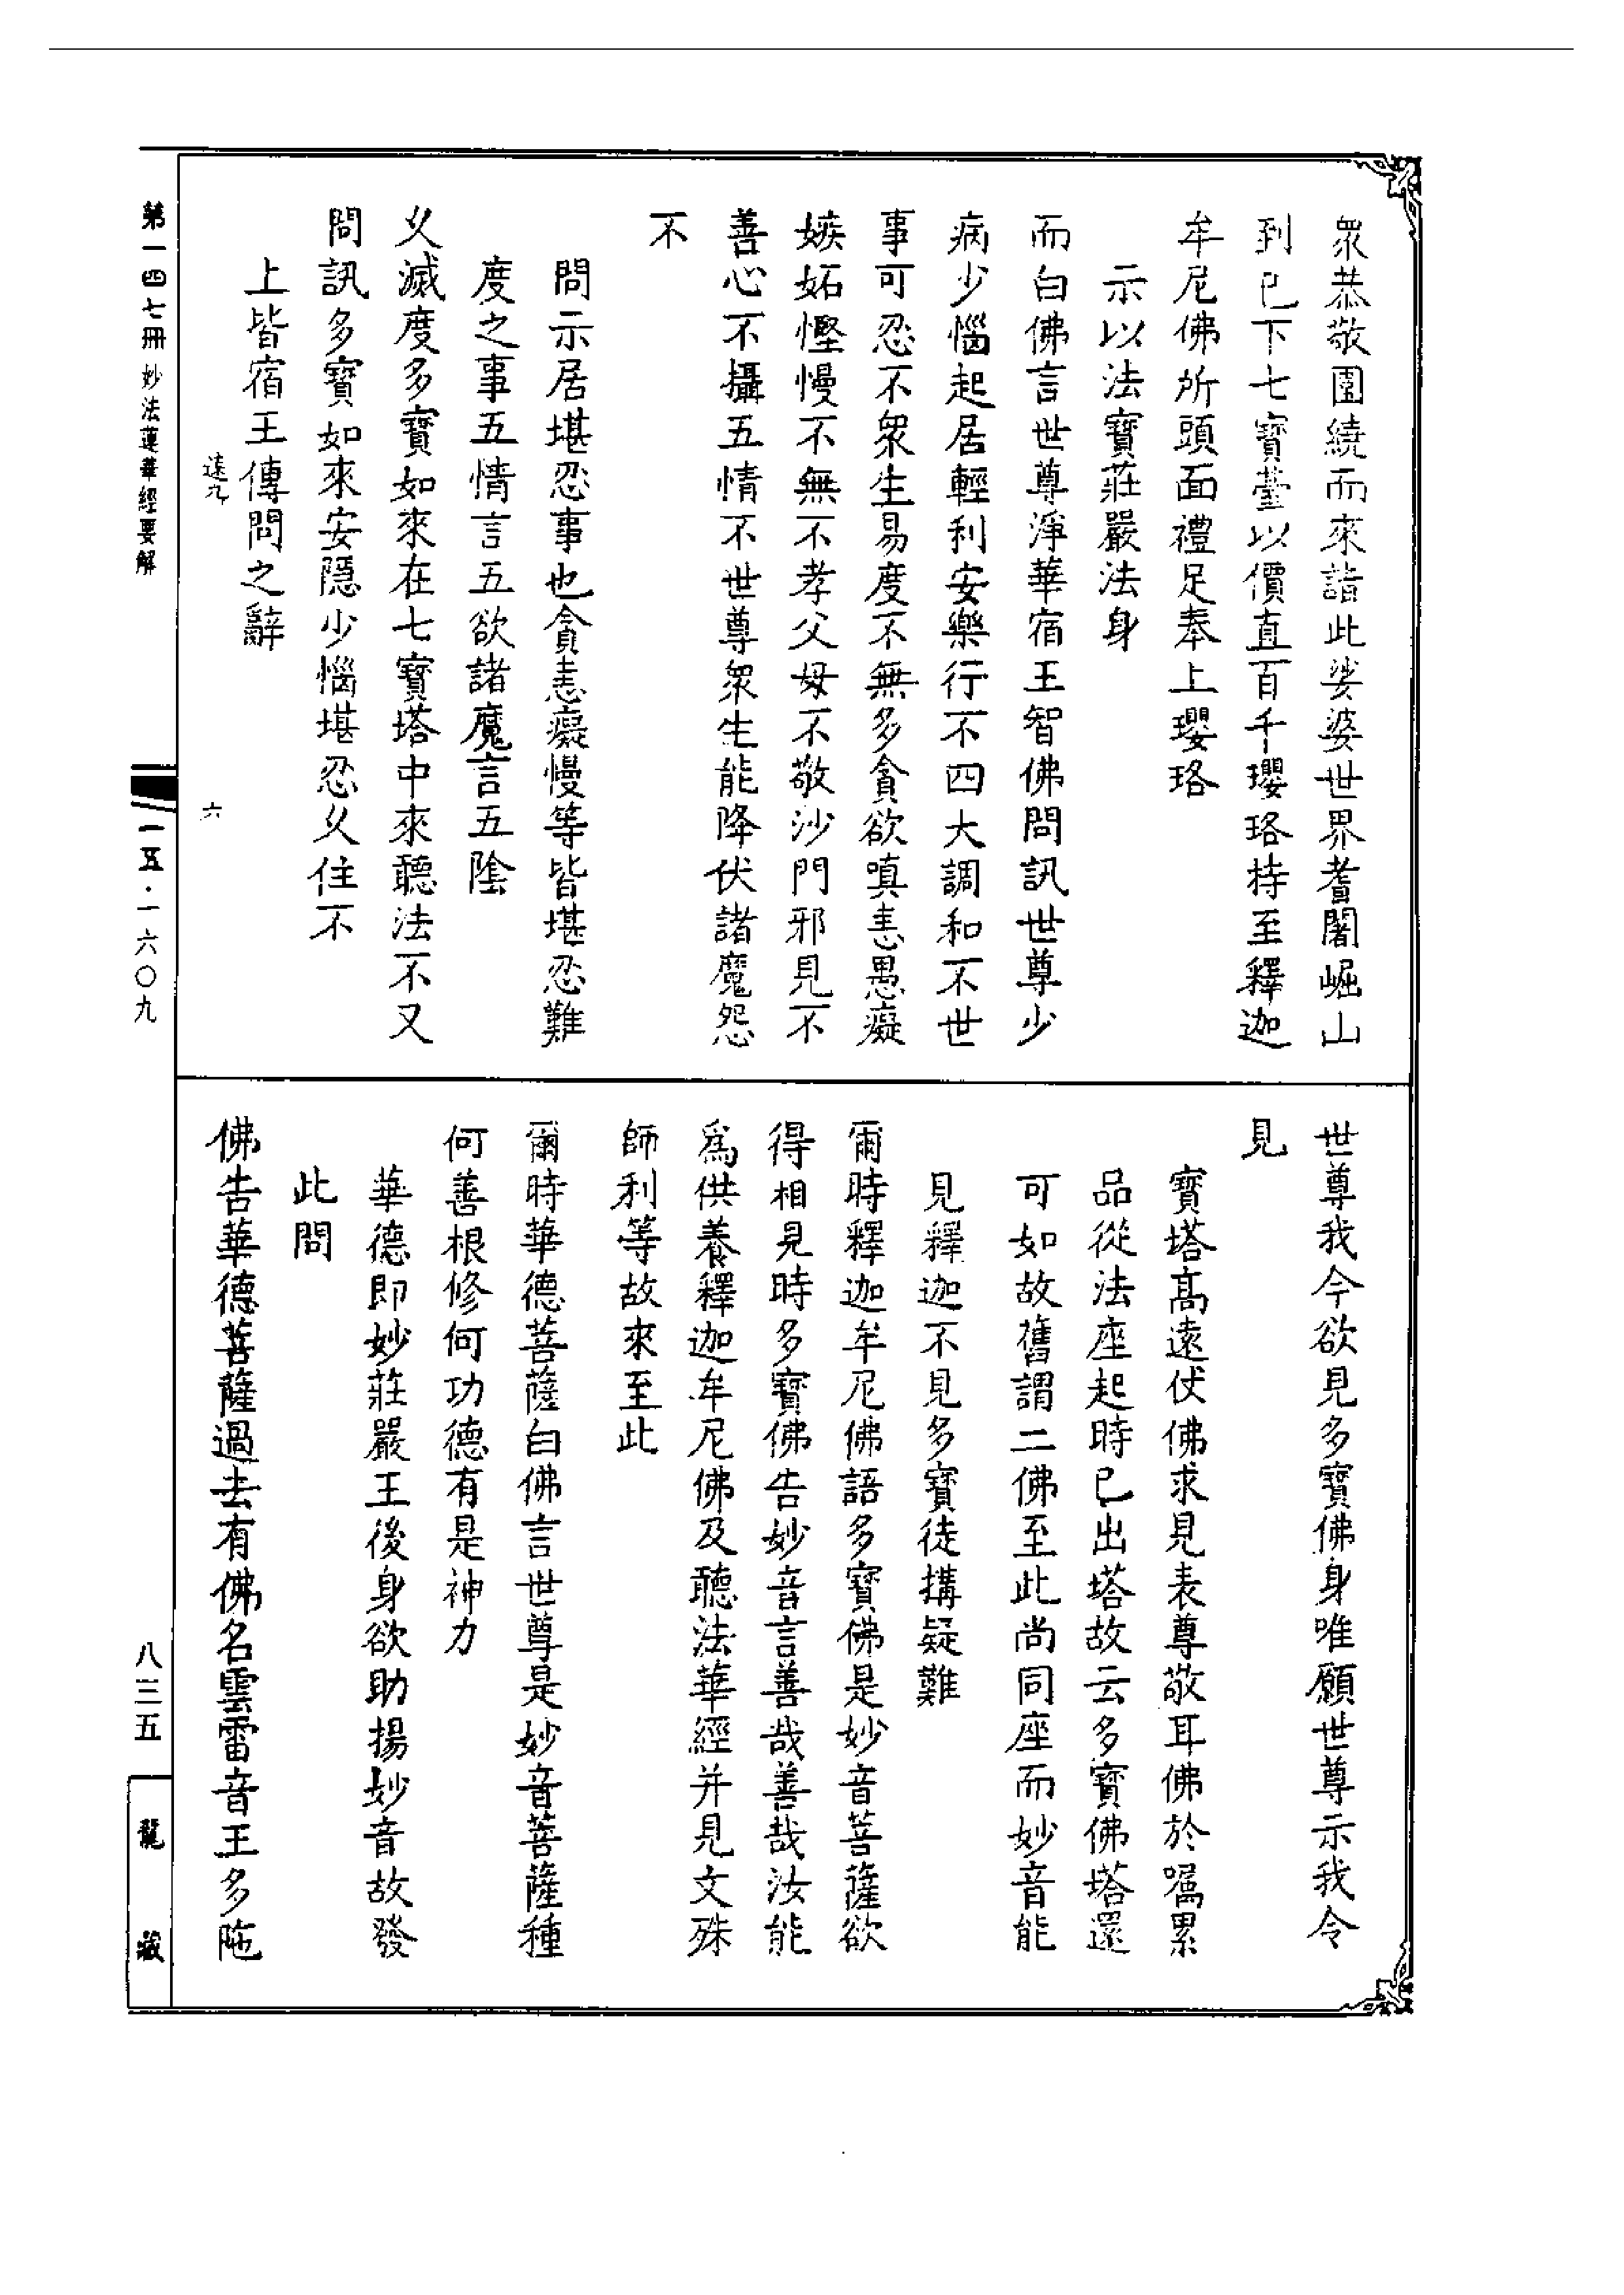 眾恭敬圍繞而來詣此娑婆世界耆闍崛山
到已下七寶臺以價直百千瓔珞持至釋迦
牟尼佛所頭面禮足奉上瓔珞
示以法寶莊嚴法身
而白佛言世尊淨華宿王智佛問訊世尊少
病少惱起居輕利安樂行不四大調和不世
事可忍不眾生易度不無多貪欲嗔恚愚癡
嫉妬慳慢不無不孝父母不敬沙門邪見不
善心不攝五情不世尊眾生能降伏諸魔怨
不
問示居堪忍事也貪恚癡慢等皆堪忍難
度之事五情言五欲諸魔言五陰
久滅度多寶如來在七寶塔中來聽法不又
問訊多寶如來安隱少惱堪忍久住不
上皆宿王傳問之辭
遠九
六
世尊我今欲見多寶佛身唯願世尊示我令
見
寶塔高遠伏佛求見表尊敬耳佛於囑累
品從法座起時已出塔故云多寶佛塔還
可如故舊謂二佛至此尚同座而妙音能
見釋迦不見多寶徒搆疑難
爾時釋迦牟尼佛語多寶佛是妙音菩薩欲
得相見時多寶佛告妙音言善哉善哉汝能
為供養釋迦牟尼佛及聽法華經并見文殊
師利等故來至此
爾時華德菩薩白佛言世尊是妙音菩薩種
何善根修何功德有是神力
華德即妙莊嚴王後身欲助揚妙音故發
此問
佛告華德菩薩過去有佛名雲雷音王多陁
第一四七冊 妙法蓮華經要解
一五·一六〇九
八三五
龍藏